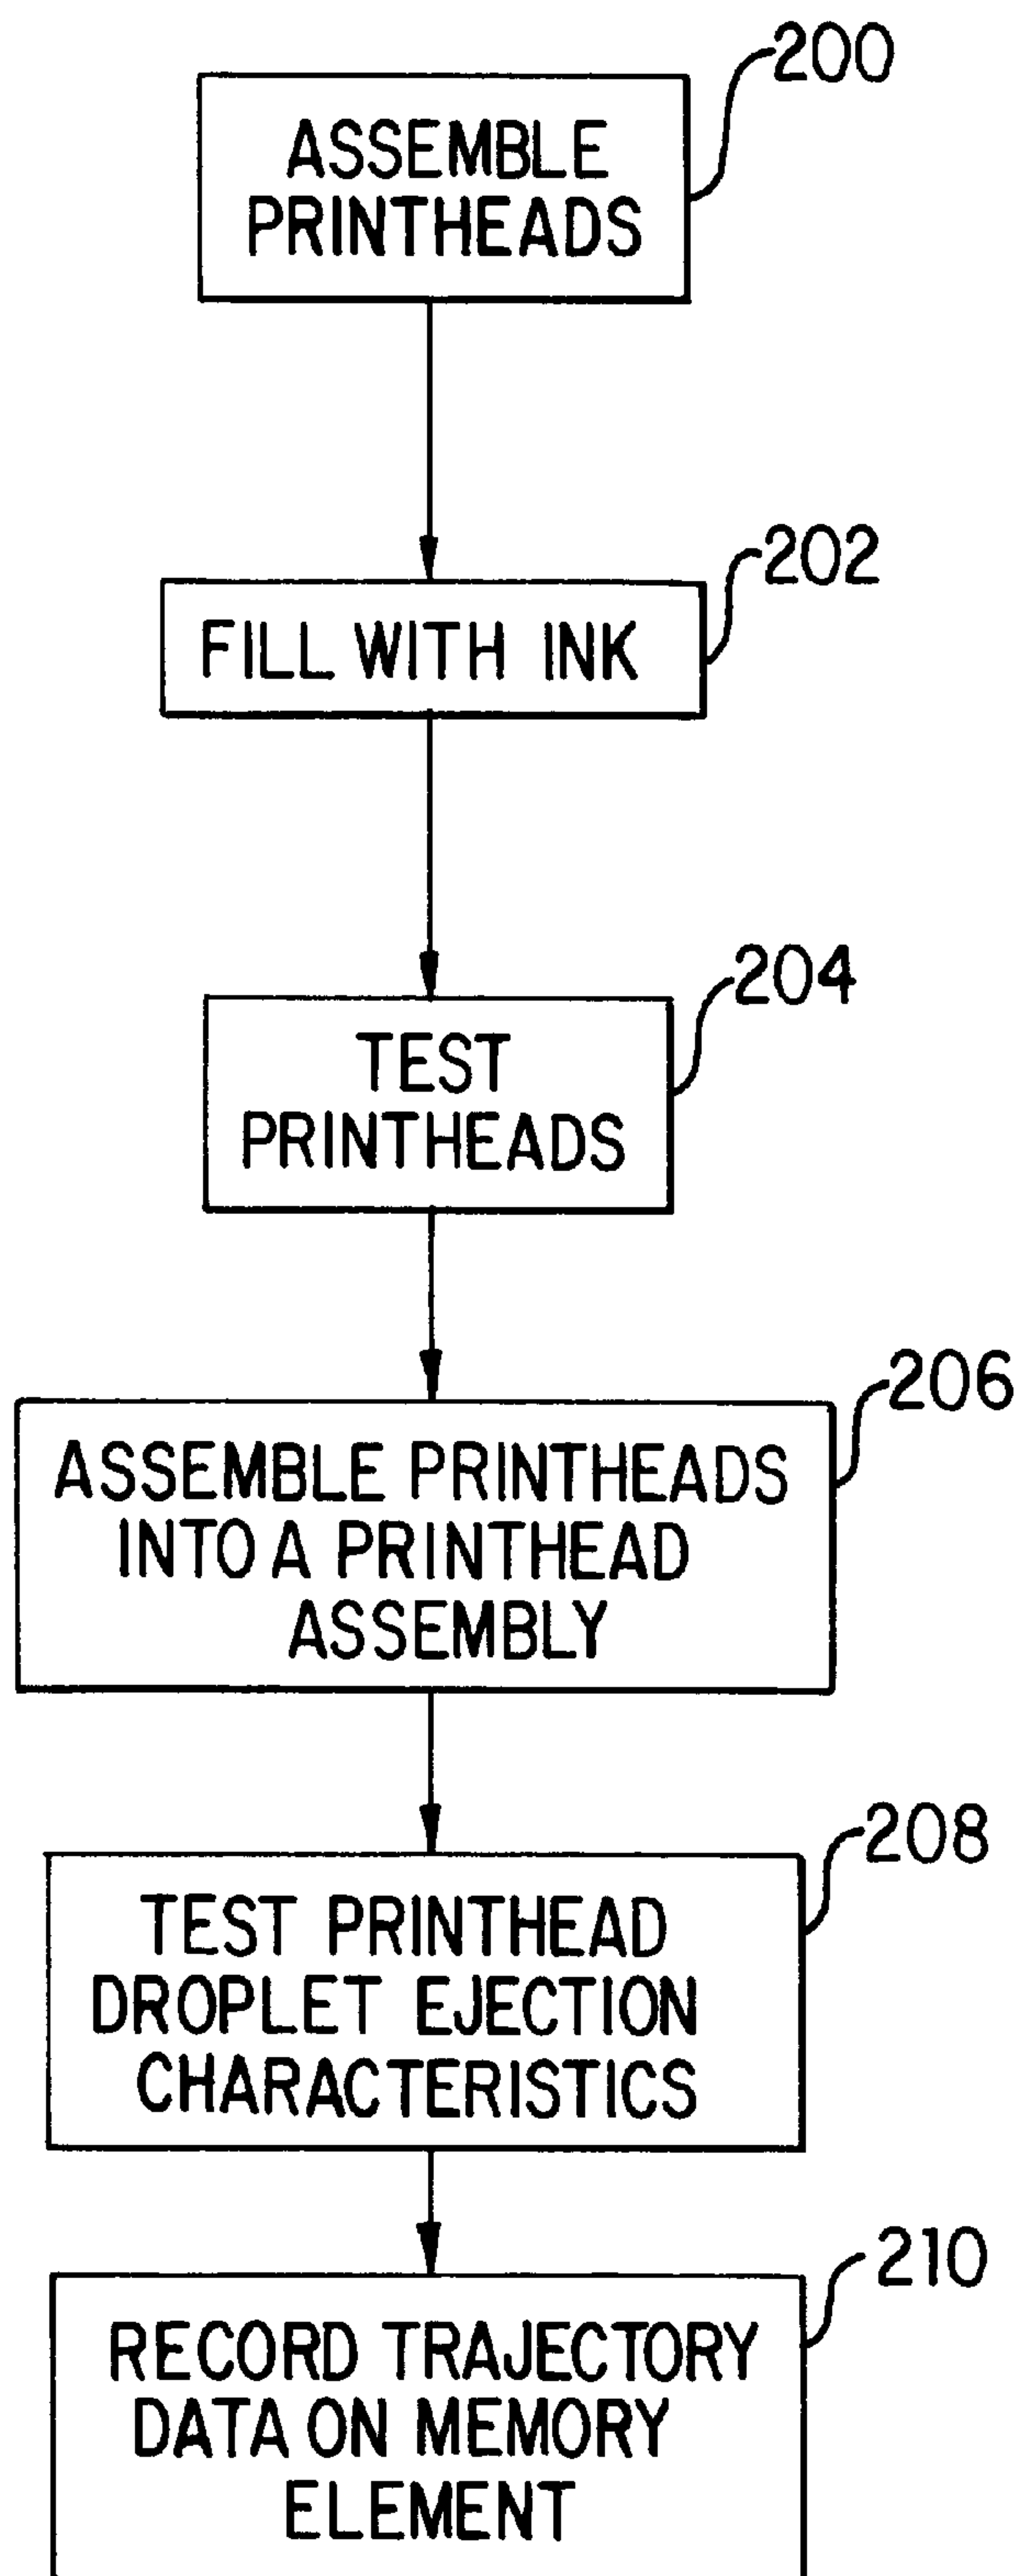 200
ASSEMBLE
PRINTHEADS
202
FILL WITH INK
204
TEST
PRINTHEADS
206
ASSEMBLE PRINTHEADS
INTO A PRINTHEAD
ASSEMBLY
208
TEST PRINTHEAD
DROPLET EJECTION
CHARACTERISTICS
210
RECORD TRAJECTORY
DATA ON MEMORY
ELEMENT